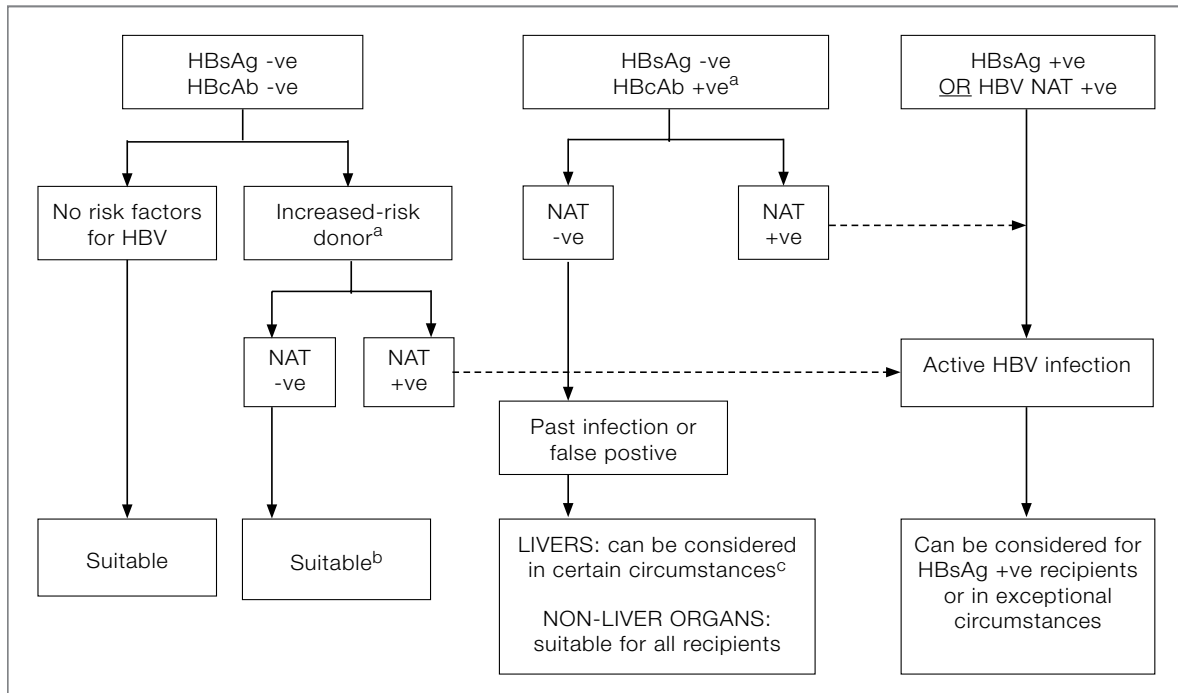 HBsAg -ve
HBcAb -ve
HBsAg -ve
HBcAb +veᵃ
HBsAg +ve
OR HBV NAT +ve
No risk factors
for HBV
Increased-risk
donorᵃ
NAT
-ve
NAT
+ve
NAT
-ve
NAT
+ve
Active HBV infection
Past infection or
false postive
Suitable
Suitableᵇ
LIVERS: can be considered
in certain circumstancesᶜ
NON-LIVER ORGANS:
suitable for all recipients
Can be considered for
HBsAg +ve recipients
or in exceptional
circumstances